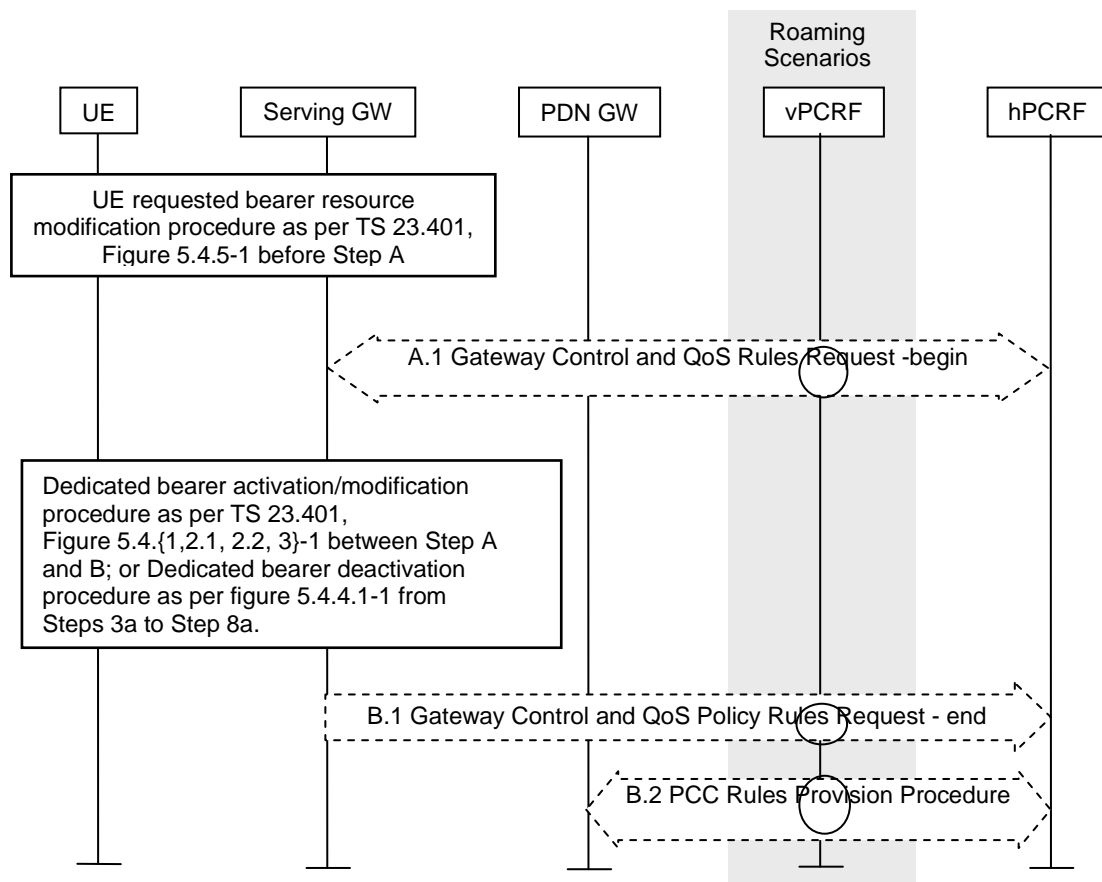 Roaming
Scenarios
UE
Serving GW
PDN GW
vPCRF
hPCRF
UE requested bearer resource
modification procedure as per TS 23.401,
Figure 5.4.5-1 before Step A
A.1 Gateway Control and QoS Rules Request -begin
Dedicated bearer activation/modification
procedure as per TS 23.401,
Figure 5.4.{1,2.1, 2.2, 3}-1 between Step A
and B; or Dedicated bearer deactivation
procedure as per figure 5.4.4.1-1 from
Steps 3a to Step 8a.
B.1 Gateway Control and QoS Policy Rules Request - end
B.2 PCC Rules Provision Procedure